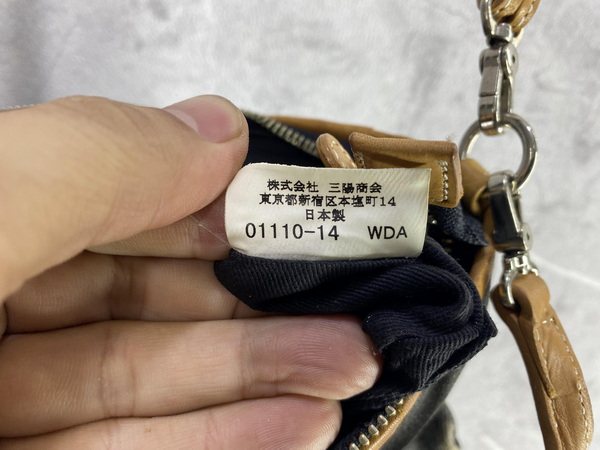 株式会社 三陽商会
東京都新宿区本塩町14
日本製
01110-14 WDA